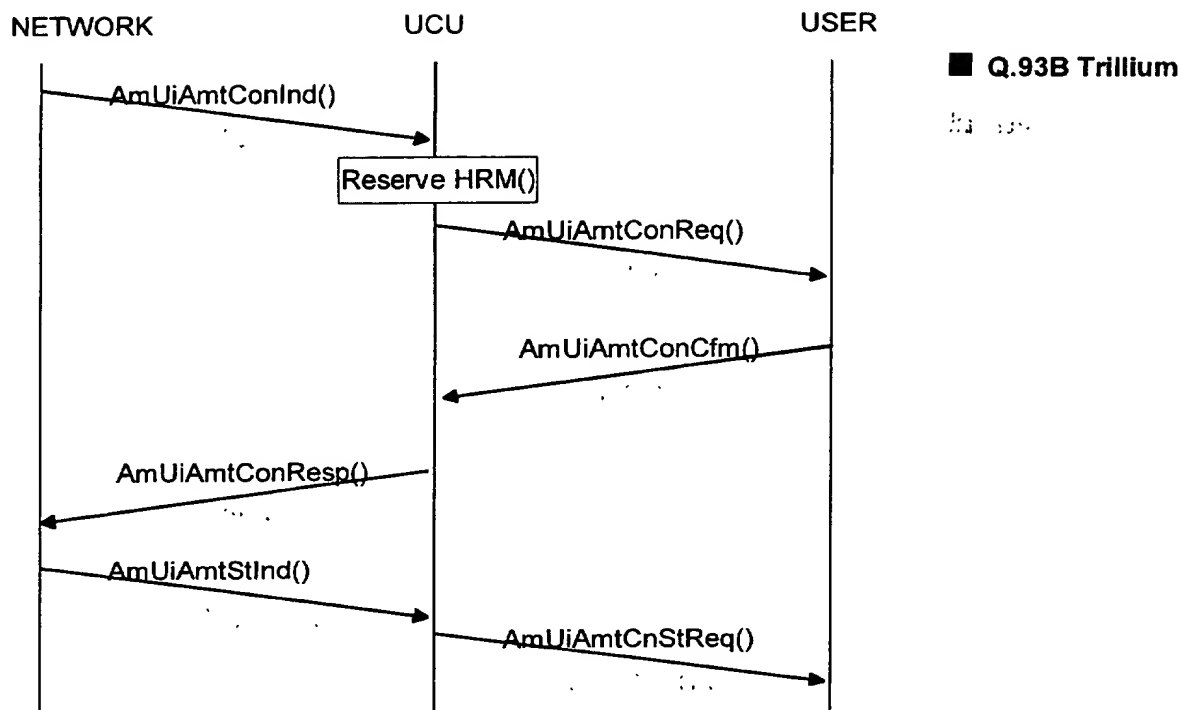 NETWORK UCU USER
Q.93B Trillium
AmUiAmtConInd()
Reserve HRM()
AmUiAmtConReq()
AmUiAmtConCfm()
AmUiAmtConResp()
AmUiAmtStInd()
AmUiAmtCnStReq()